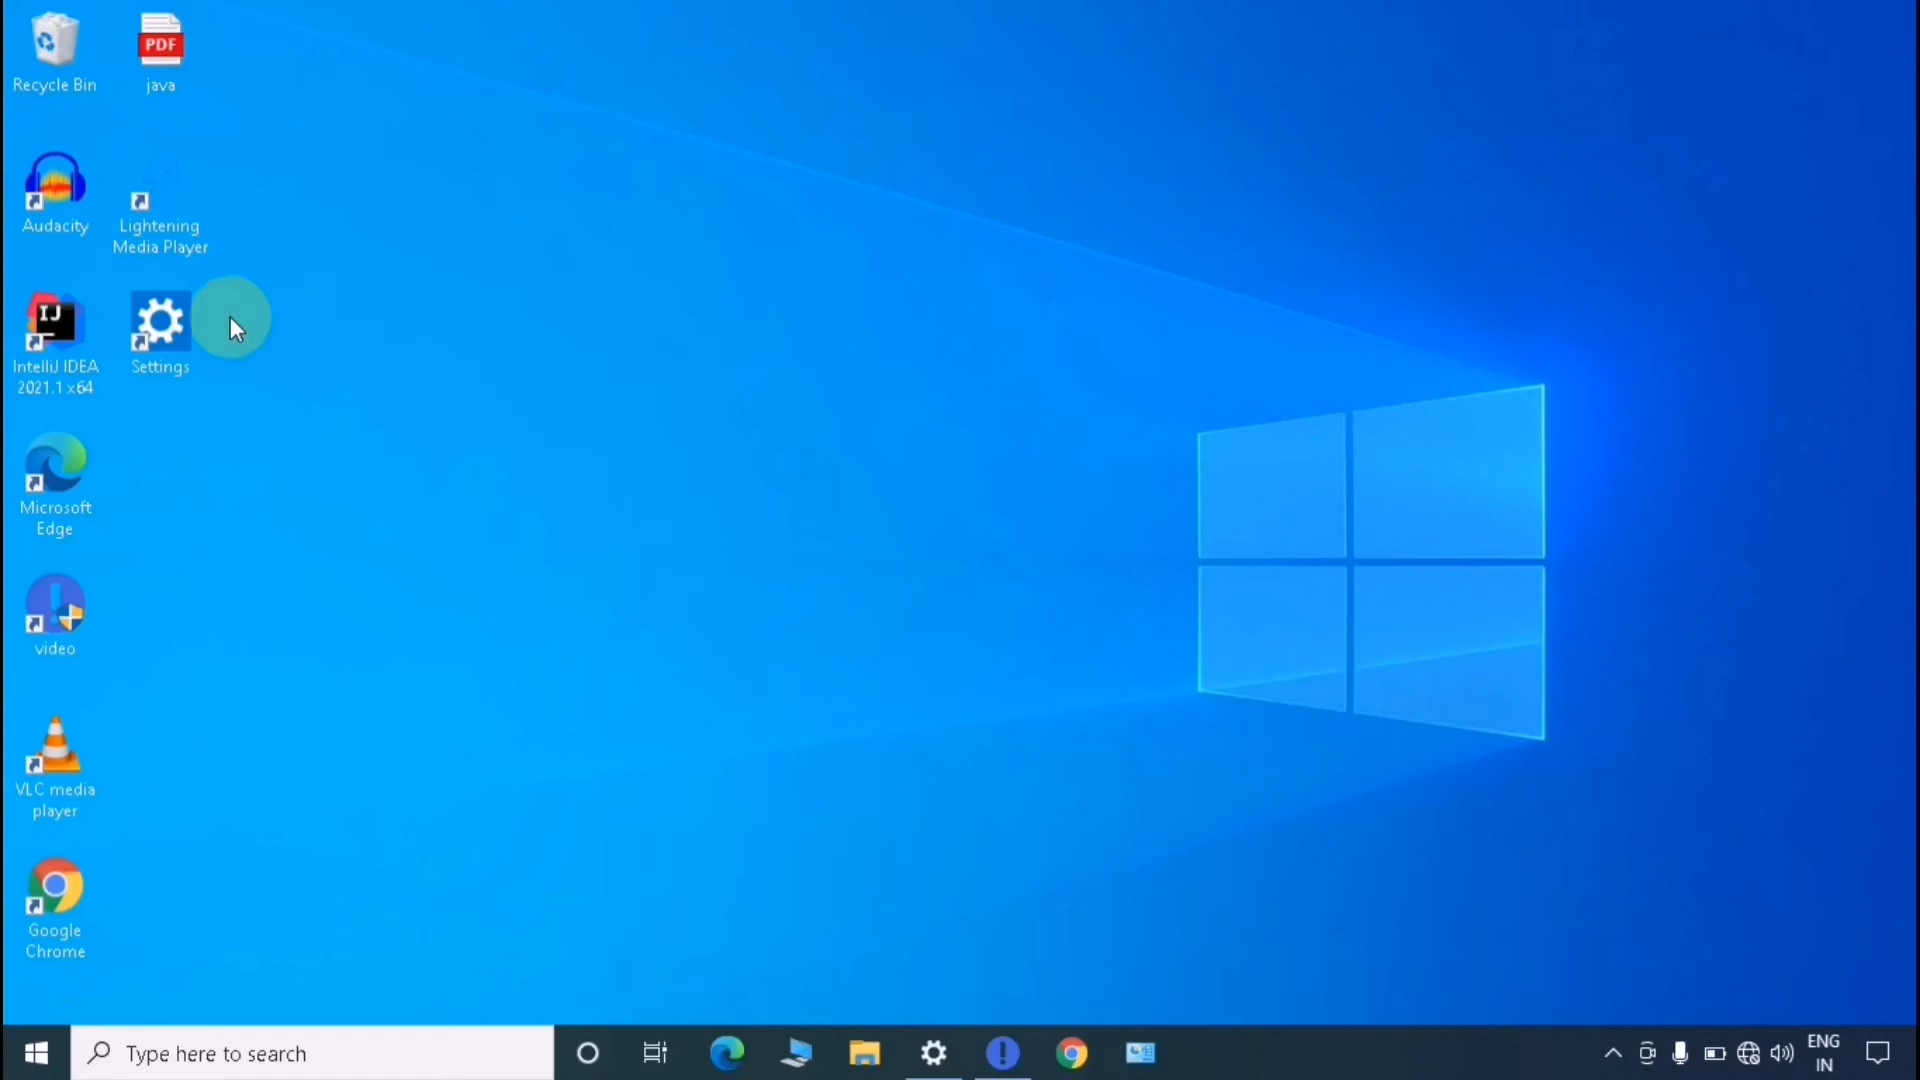 Recycle Bin
PDF
java
Audacity
Lightening
Media Player
IJ
IntelliJ IDEA
2021.1 x64
Settings
Microsoft
Edge
video
VLC media
player
Google
Chrome
Type here to search
ENG
IN